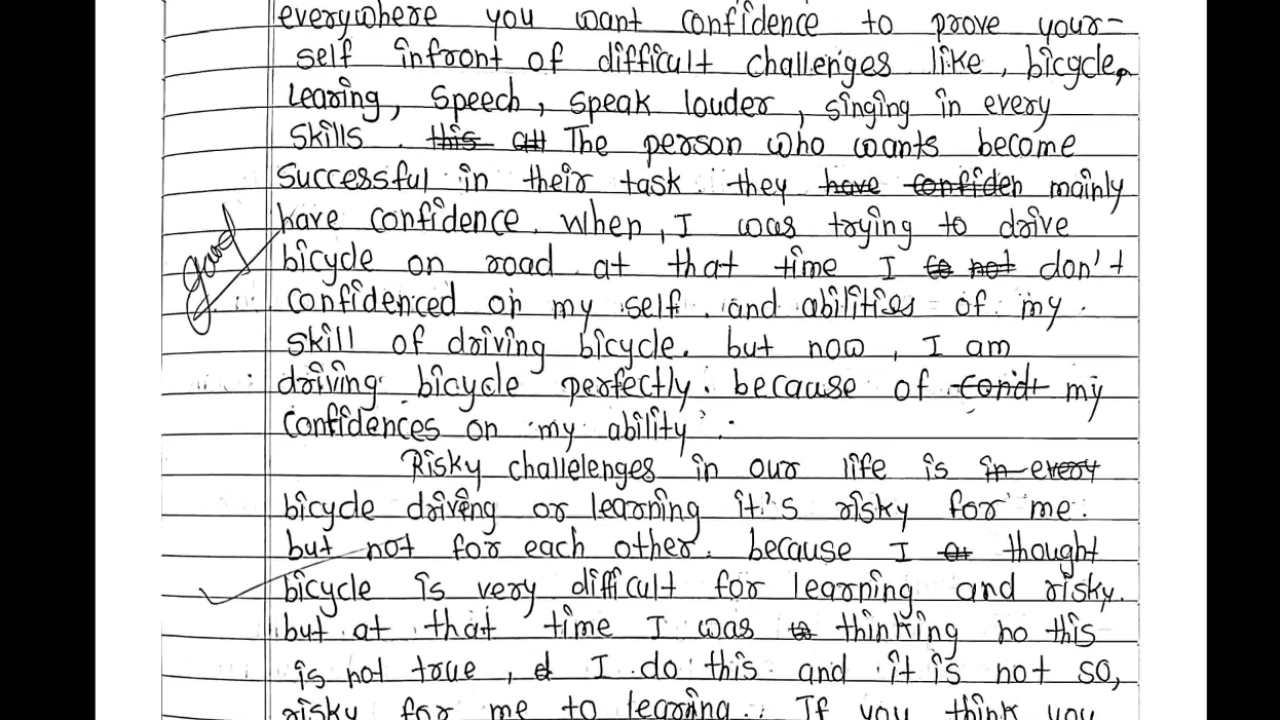 everywhere you want confidence to prove your-
self infront of difficult challenges like, bicycle,
Learing, speech, speak louder, singing in every
skills. this The person who wants become
successful in their task. they have confiden mainly
have confidence. when, I was trying to drive
good
bicycle on road at that time I to not don't
confidenced on my self. and abilities of my
skill of driving bicycle. but now, I am
driving bicycle perfectly. because of my
confidences on my ability.
Risky challelenges in our life is in every
bicycle driving or learning it's risky for me.
but not for each other. because I thought
bicycle is very difficult for learning and risky.
but at that time I was to thinking no this
is not true, I do this and it is not so,
risky for me to learning. If you think you